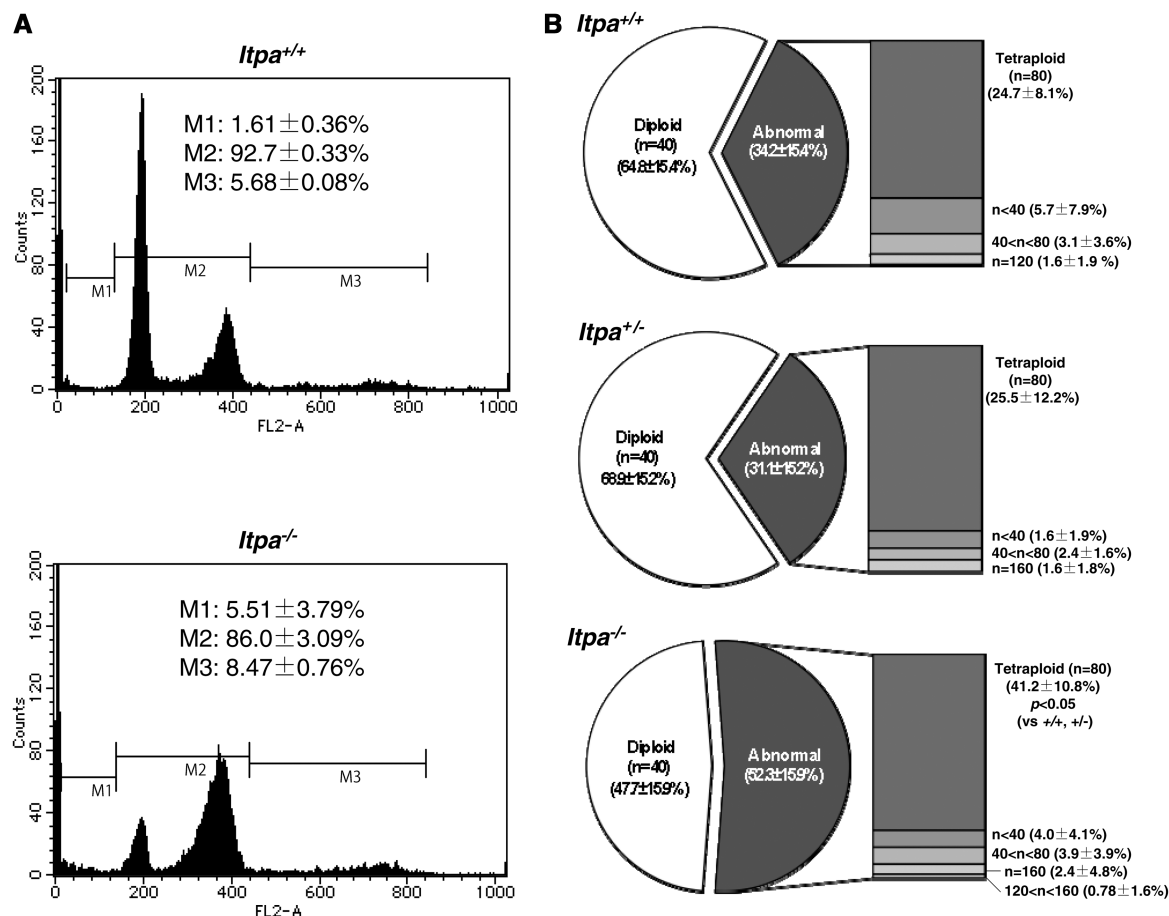 A
Itpa+/+
200
160
120
80
40
0
Counts
M1: 1.61±0.36%
M2: 92.7±0.33%
M3: 5.68±0.08%
M1
M2
M3
0 200 400 600 800 1000
FL2-A
Itpa-/-
200
160
120
80
40
0
Counts
M1: 5.51±3.79%
M2: 86.0±3.09%
M3: 8.47±0.76%
M1
M2
M3
0 200 400 600 800 1000
FL2-A
B
Itpa+/+
Diploid
(n=40)
(64.8±15.4%)
Abnormal
(34.2±15.4%)
Tetraploid
(n=80)
(24.7±8.1%)
n<40 (5.7±7.9%)
40<n<80 (3.1±3.6%)
n=120 (1.6±1.9 %)
Itpa+/-
Diploid
(n=40)
68.9±15.2%)
Abnormal
(31.1±15.2%)
Tetraploid
(n=80)
(25.5±12.2%)
n<40 (1.6±1.9%)
40<n<80 (2.4±1.6%)
n=160 (1.6±1.8%)
Itpa-/-
Diploid
(n=40)
(47.7±15.9%)
Abnormal
(52.3±15.9%)
Tetraploid (n=80)
(41.2±10.8%)
p<0.05
(vs +/+, +/-)
n<40 (4.0±4.1%)
40<n<80 (3.9±3.9%)
n=160 (2.4±4.8%)
120<n<160 (0.78±1.6%)